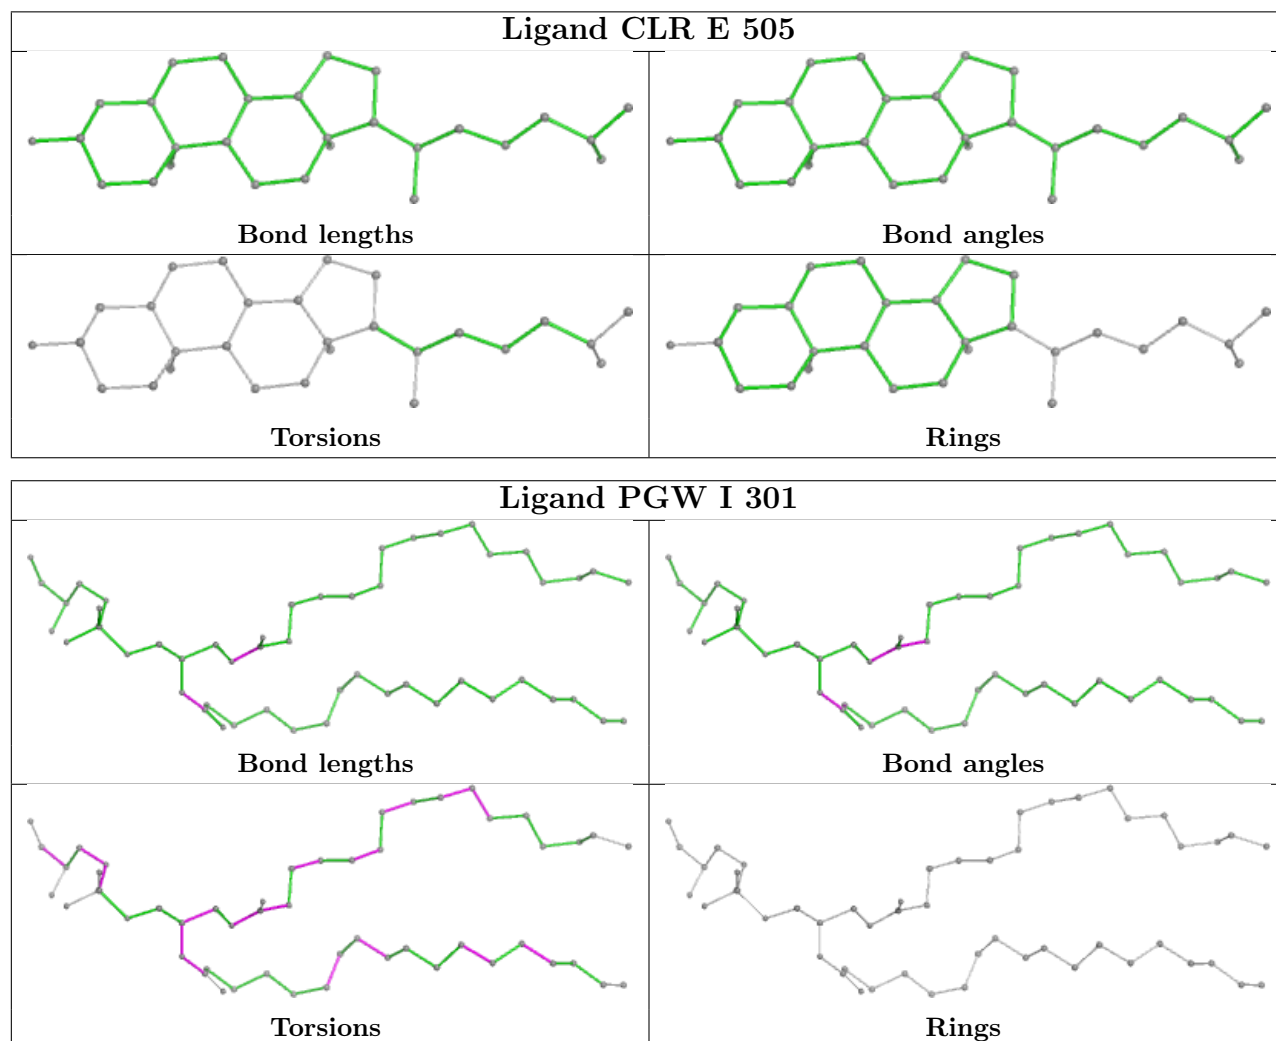 Ligand CLR E 505
Bond lengths
Bond angles
Torsions
Rings
Ligand PGW I 301
Bond lengths
Bond angles
Torsions
Rings